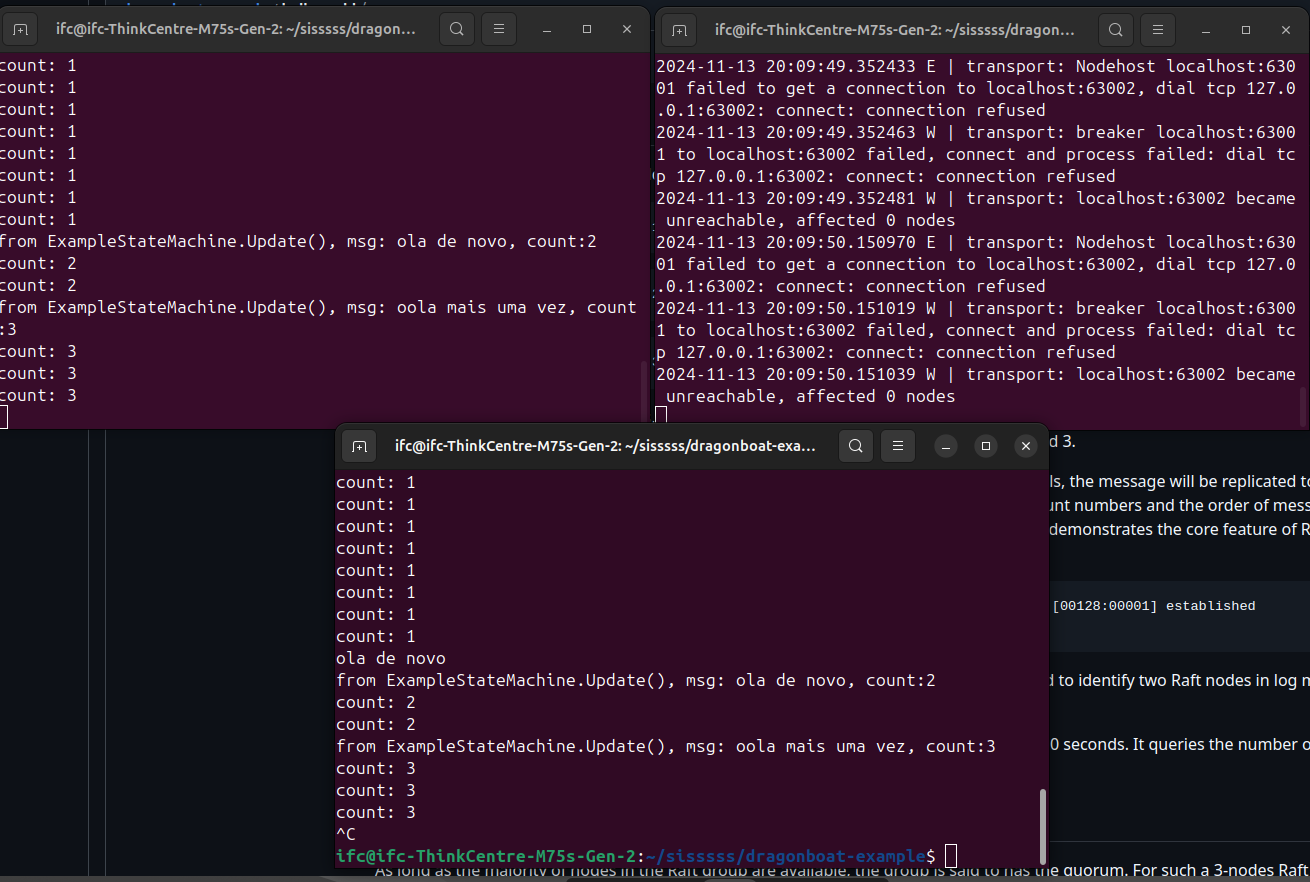 ifc@ifc-ThinkCentre-M75s-Gen-2: ~/sisssss/dragon...
count: 1
count: 1
count: 1
count: 1
count: 1
count: 1
count: 1
count: 1
from ExampleStateMachine.Update(), msg: ola de novo, count:2
count: 2
count: 2
from ExampleStateMachine.Update(), msg: oola mais uma vez, count
:3
count: 3
count: 3
count: 3
ifc@ifc-ThinkCentre-M75s-Gen-2: ~/sisssss/dragon...
2024-11-13 20:09:49.352433 E | transport: Nodehost localhost:630
01 failed to get a connection to localhost:63002, dial tcp 127.0
.0.1:63002: connect: connection refused
2024-11-13 20:09:49.352463 W | transport: breaker localhost:6300
1 to localhost:63002 failed, connect and process failed: dial tc
p 127.0.0.1:63002: connect: connection refused
2024-11-13 20:09:49.352481 W | transport: localhost:63002 became
unreachable, affected 0 nodes
2024-11-13 20:09:50.150970 E | transport: Nodehost localhost:630
01 failed to get a connection to localhost:63002, dial tcp 127.0
.0.1:63002: connect: connection refused
2024-11-13 20:09:50.151019 W | transport: breaker localhost:6300
1 to localhost:63002 failed, connect and process failed: dial tc
p 127.0.0.1:63002: connect: connection refused
2024-11-13 20:09:50.151039 W | transport: localhost:63002 became
unreachable, affected 0 nodes
ifc@ifc-ThinkCentre-M75s-Gen-2: ~/sisssss/dragonboat-exa...
count: 1
count: 1
count: 1
count: 1
count: 1
count: 1
count: 1
count: 1
ola de novo
from ExampleStateMachine.Update(), msg: ola de novo, count:2
count: 2
count: 2
from ExampleStateMachine.Update(), msg: oola mais uma vez, count:3
count: 3
count: 3
count: 3
^C
ifc@ifc-ThinkCentre-M75s-Gen-2:~/sisssss/dragonboat-example$
d 3.
ls, the message will be replicated to
unt numbers and the order of mess
demonstrates the core feature of R
[00128:00001] established
d to identify two Raft nodes in log m
0 seconds. It queries the number o
As long as the majority of nodes in the Raft group are available, the group is said to has the quorum. For such a 3-nodes Raft